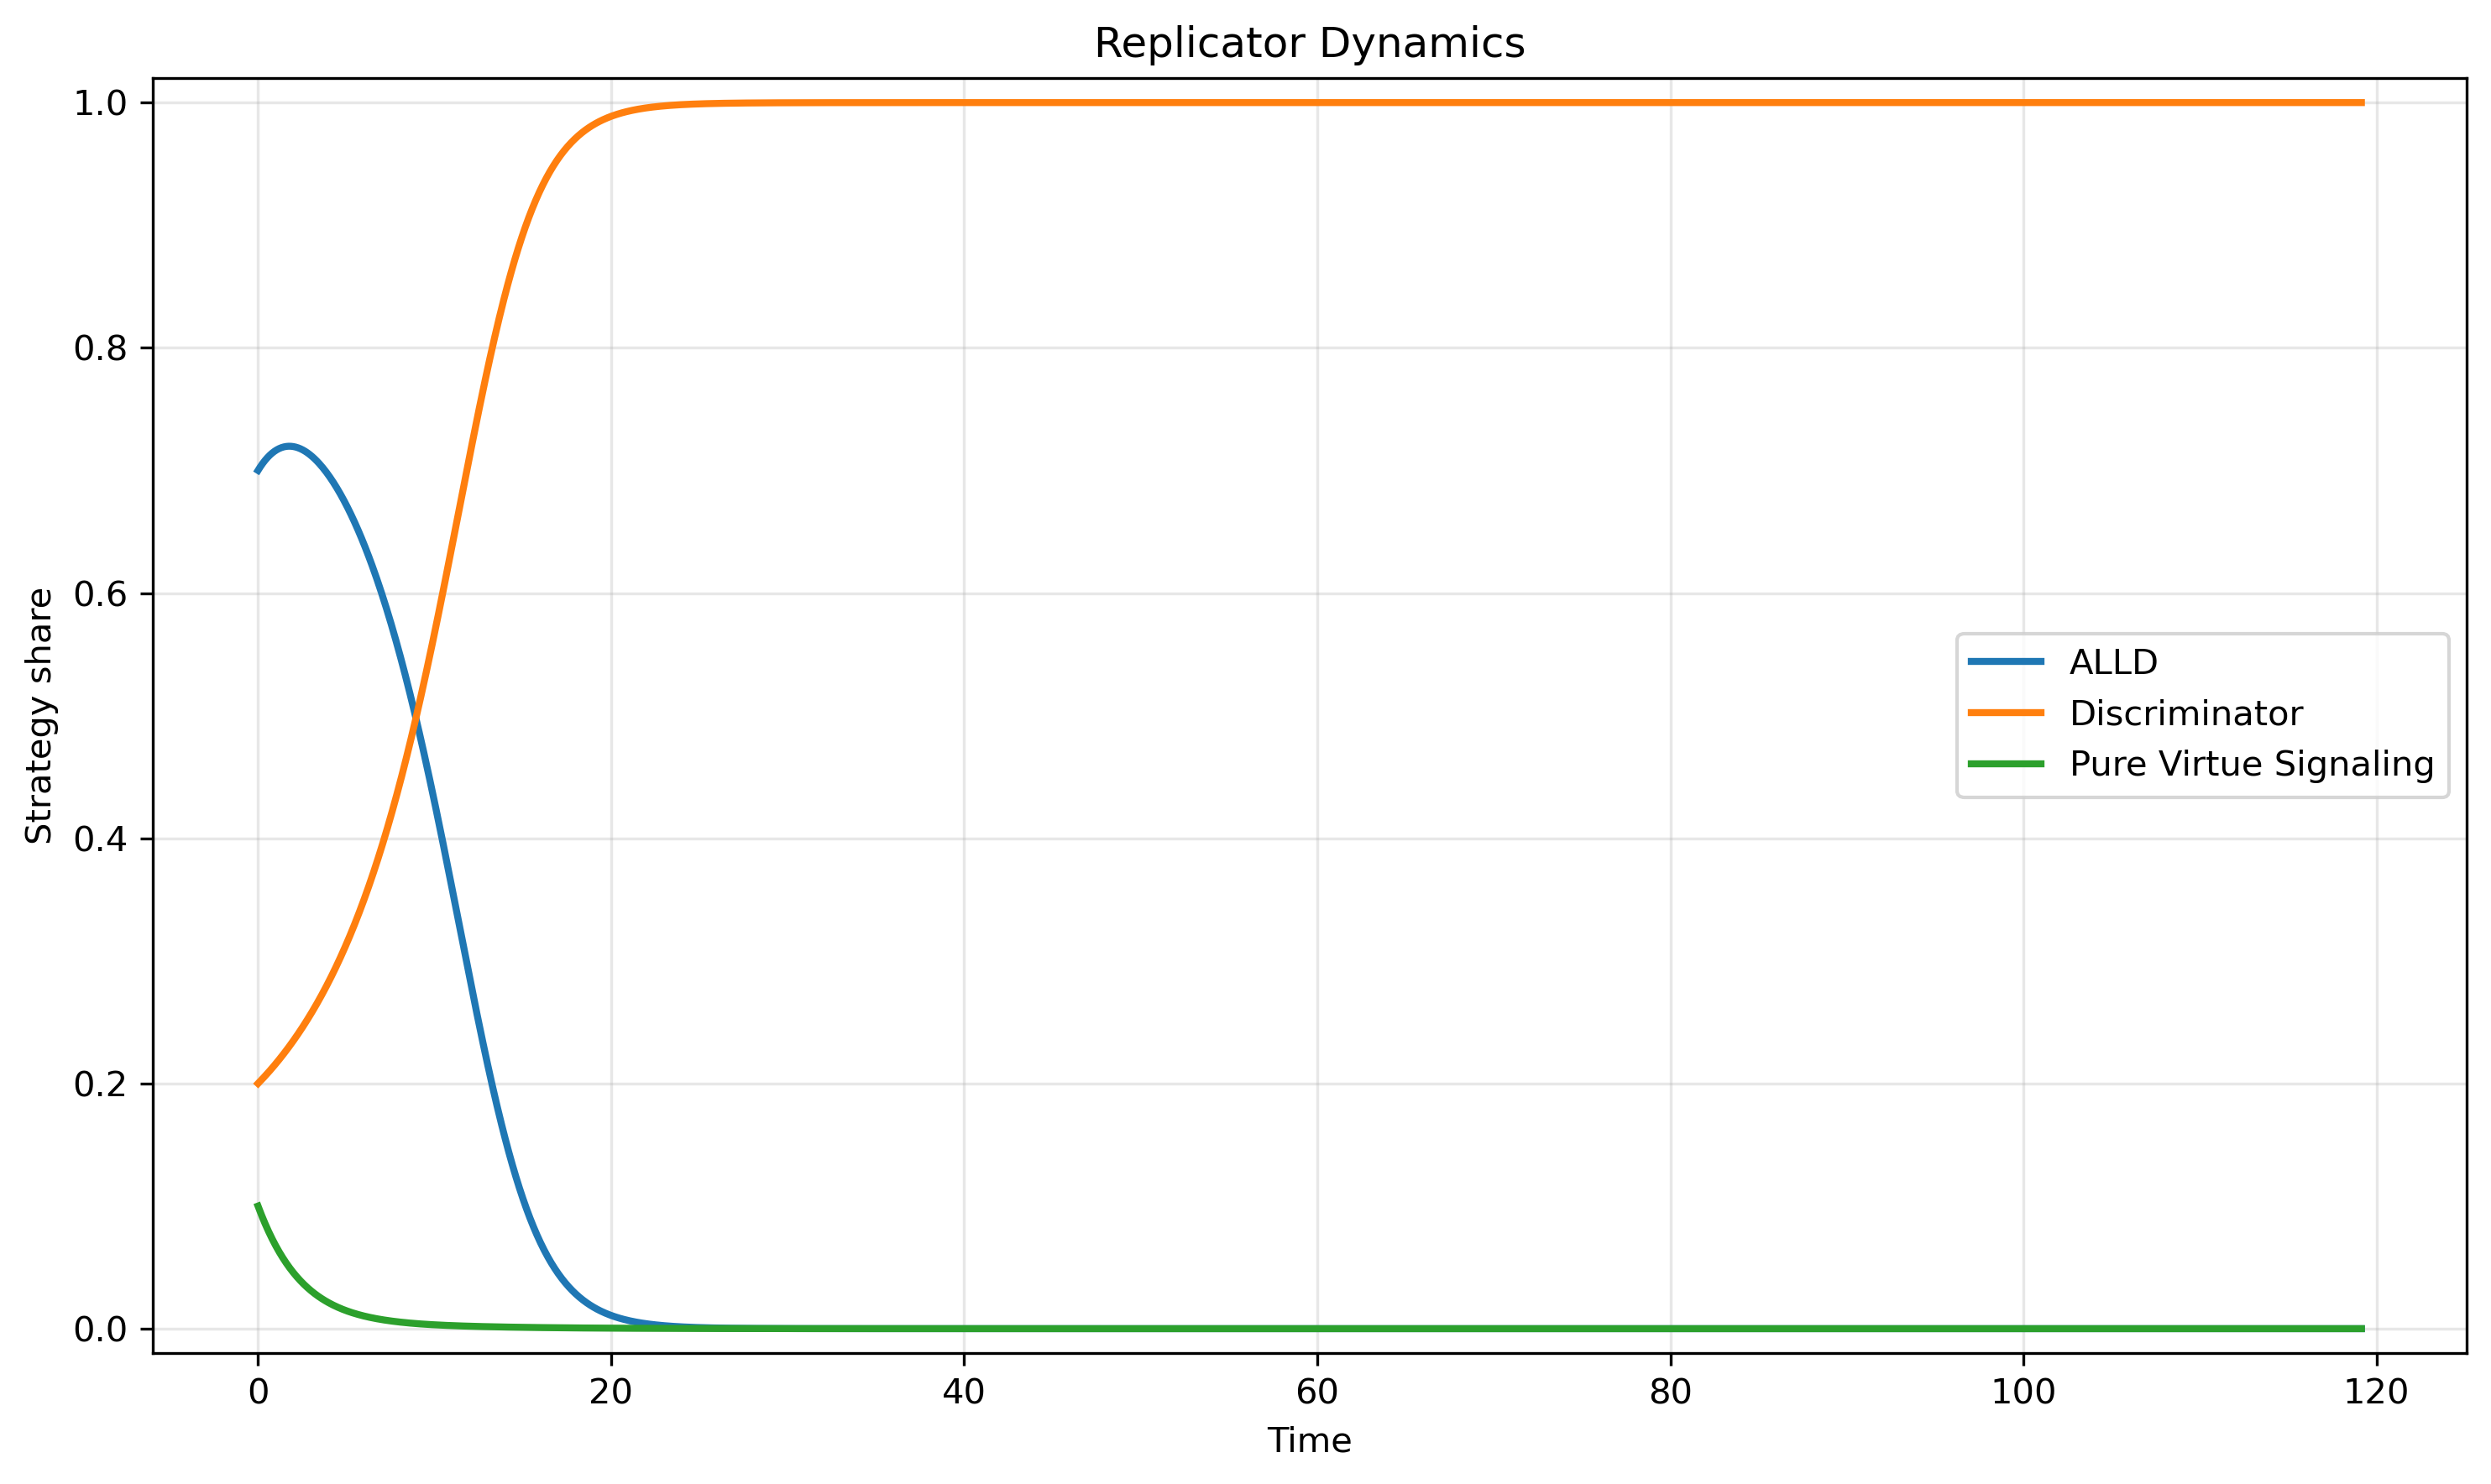 Replicator Dynamics
Strategy share
1.0
0.8
0.6
0.4
0.2
0.0
ALLD
Discriminator
Pure Virtue Signaling
0 20 40 60 80 100 120
Time